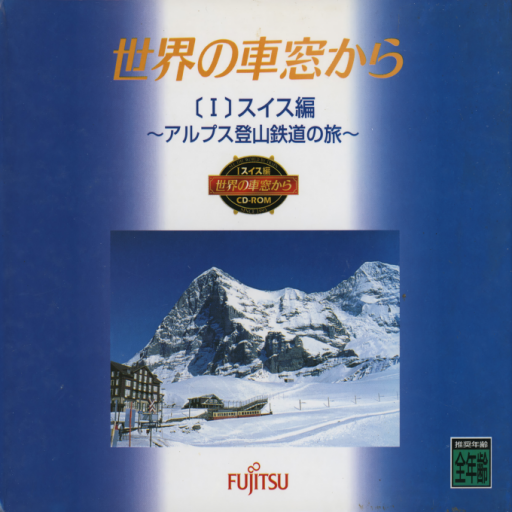 世界の車窓から
〔I〕スイス編
～アルプス登山鉄道の旅～
Iスイス編
世界の車窓から
CD-ROM
FUJITSU
推奨年齢
全年齢